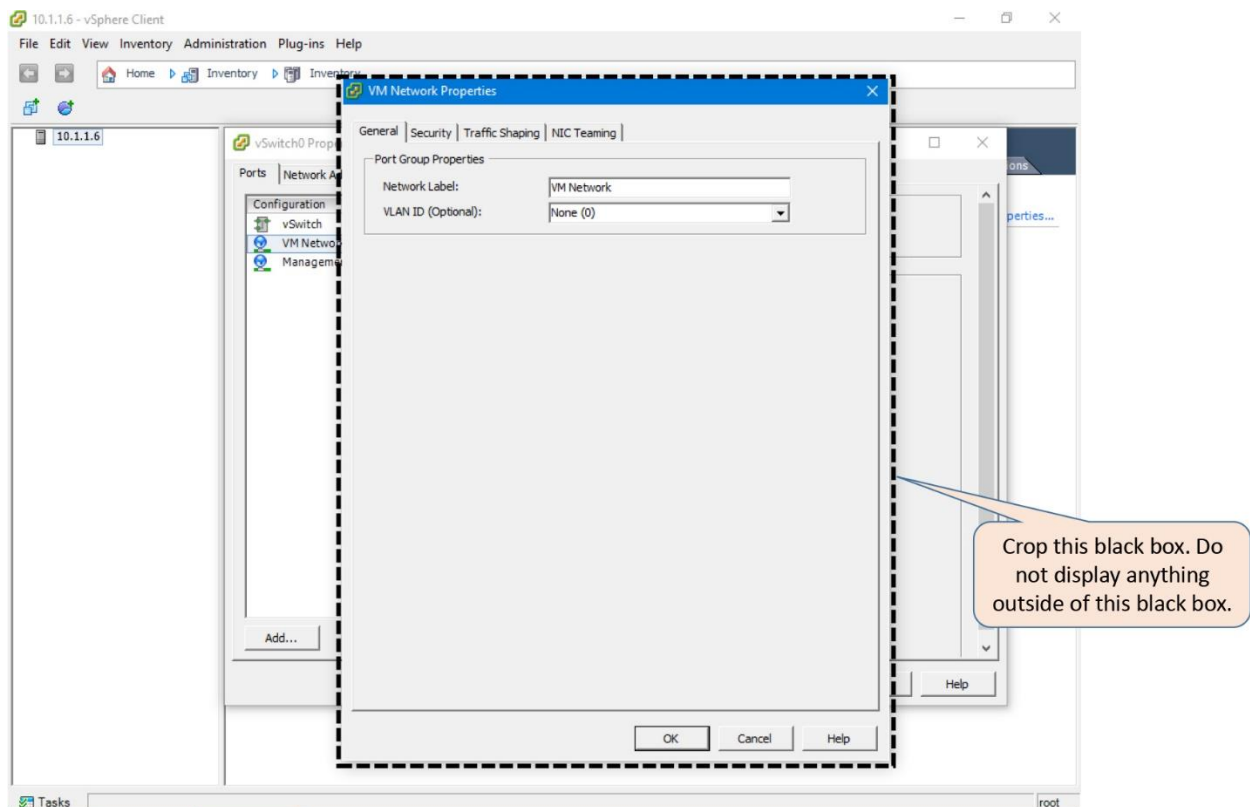 10.1.1.6 - vSphere Client
File Edit View Inventory Administration Plug-ins Help
Home Inventory Inventory
10.1.1.6
vSwitch0 Prope
Ports Network A
Configuration
vSwitch
VM Networ
Manageme
Add...
VM Network Properties
General Security Traffic Shaping NIC Teaming
Port Group Properties
Network Label: VM Network
VLAN ID (Optional): None (0)
OK Cancel Help
ons
perties...
Help
Crop this black box. Do
not display anything
outside of this black box.
Tasks root